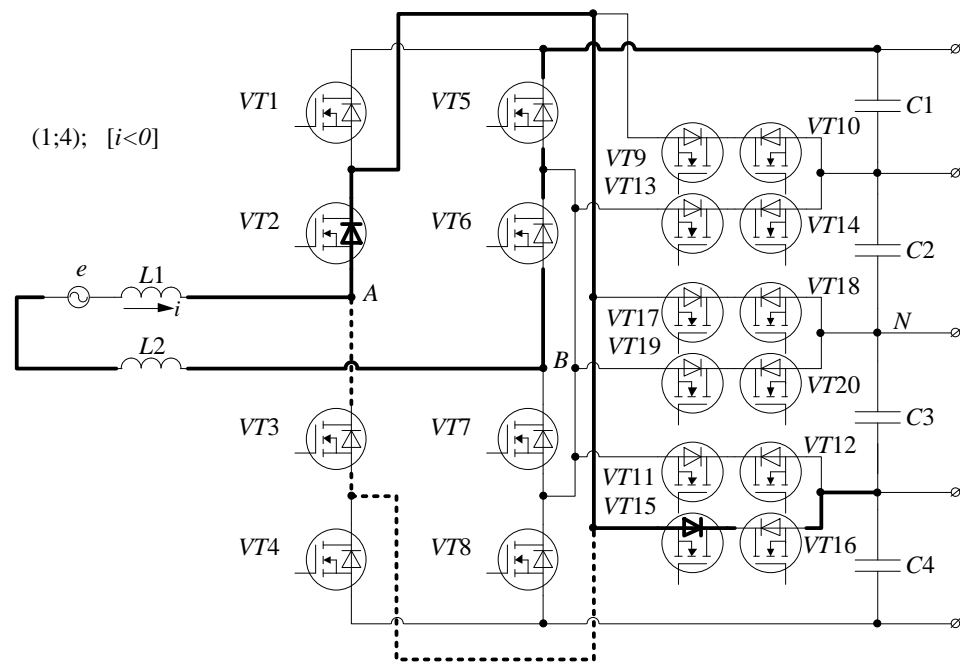 (1;4); [i<0]
VT1
VT5
C1
VT10
VT9
VT13
VT2
VT6
VT14
C2
e
L1
A
i
VT18
VT17
N
VT19
L2
B
VT20
C3
VT3
VT7
VT12
VT11
VT15
VT4
VT8
VT16
C4